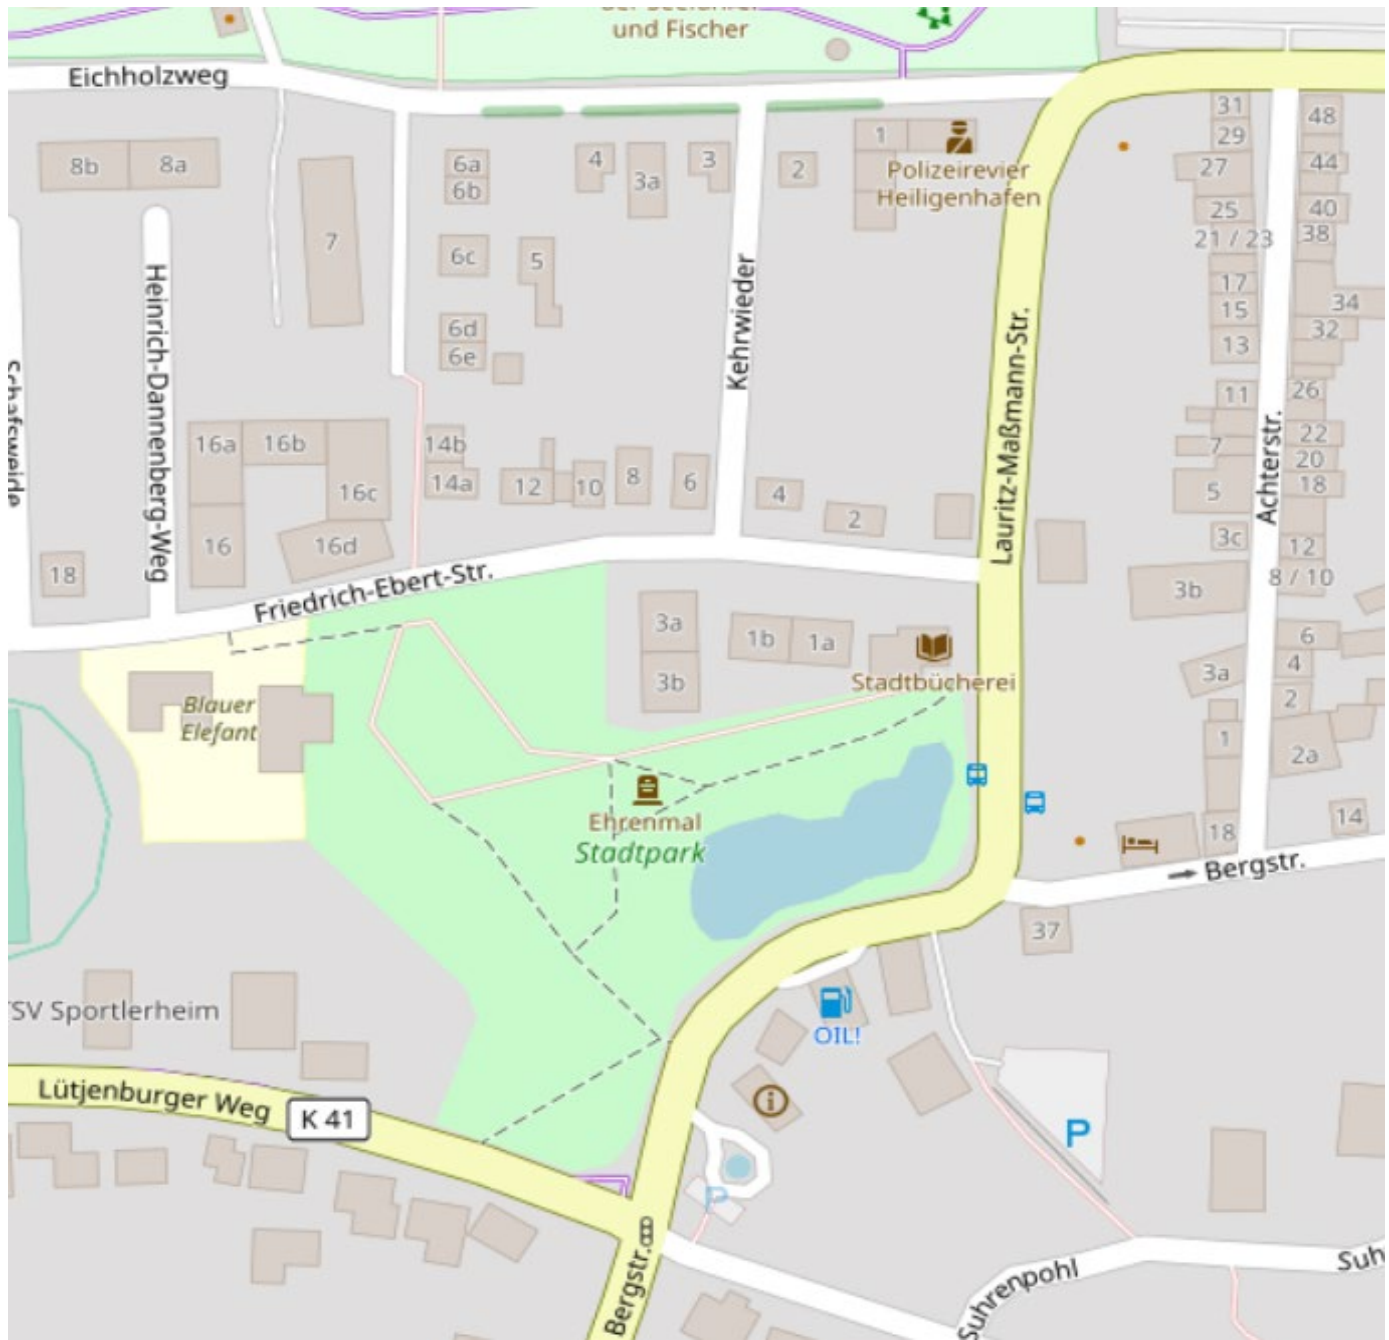 der Seefahrer
und Fischer
Eichholzweg
31
48
29
8b
8a
6a
4
3
2
1
27
44
6b
3a
Polizeirevier
Heiligenhafen
25
40
21 / 23
38
7
6c
5
17
34
15
32
6d
6e
13
Heinrich-Dannenberg-Weg
Kehrwieder
Lauritz-Maßmann-Str.
Schafsweide
11
26
16a
16b
14b
7
22
20
16c
14a
12
10
8
6
4
5
18
Achterstr.
2
16
16d
3c
12
18
8 / 10
3b
Friedrich-Ebert-Str.
3a
1b
1a
6
4
3b
Stadtbücherei
3a
2
Blauer
Elefant
1
2a
Ehrenmal
Stadtpark
18
14
Bergstr.
37
TSV Sportlerheim
OIL!
Lütjenburger Weg
K 41
P
P
Bergstr.
Suhrenpohl
Suh